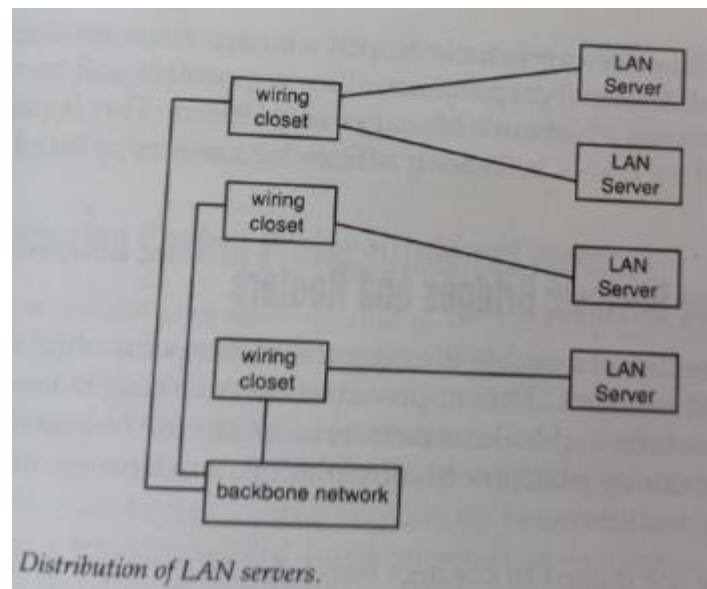 LAN
Server
wiring
closet
LAN
Server
wiring
closet
LAN
Server
wiring
closet
LAN
Server
backbone network
Distribution of LAN servers.